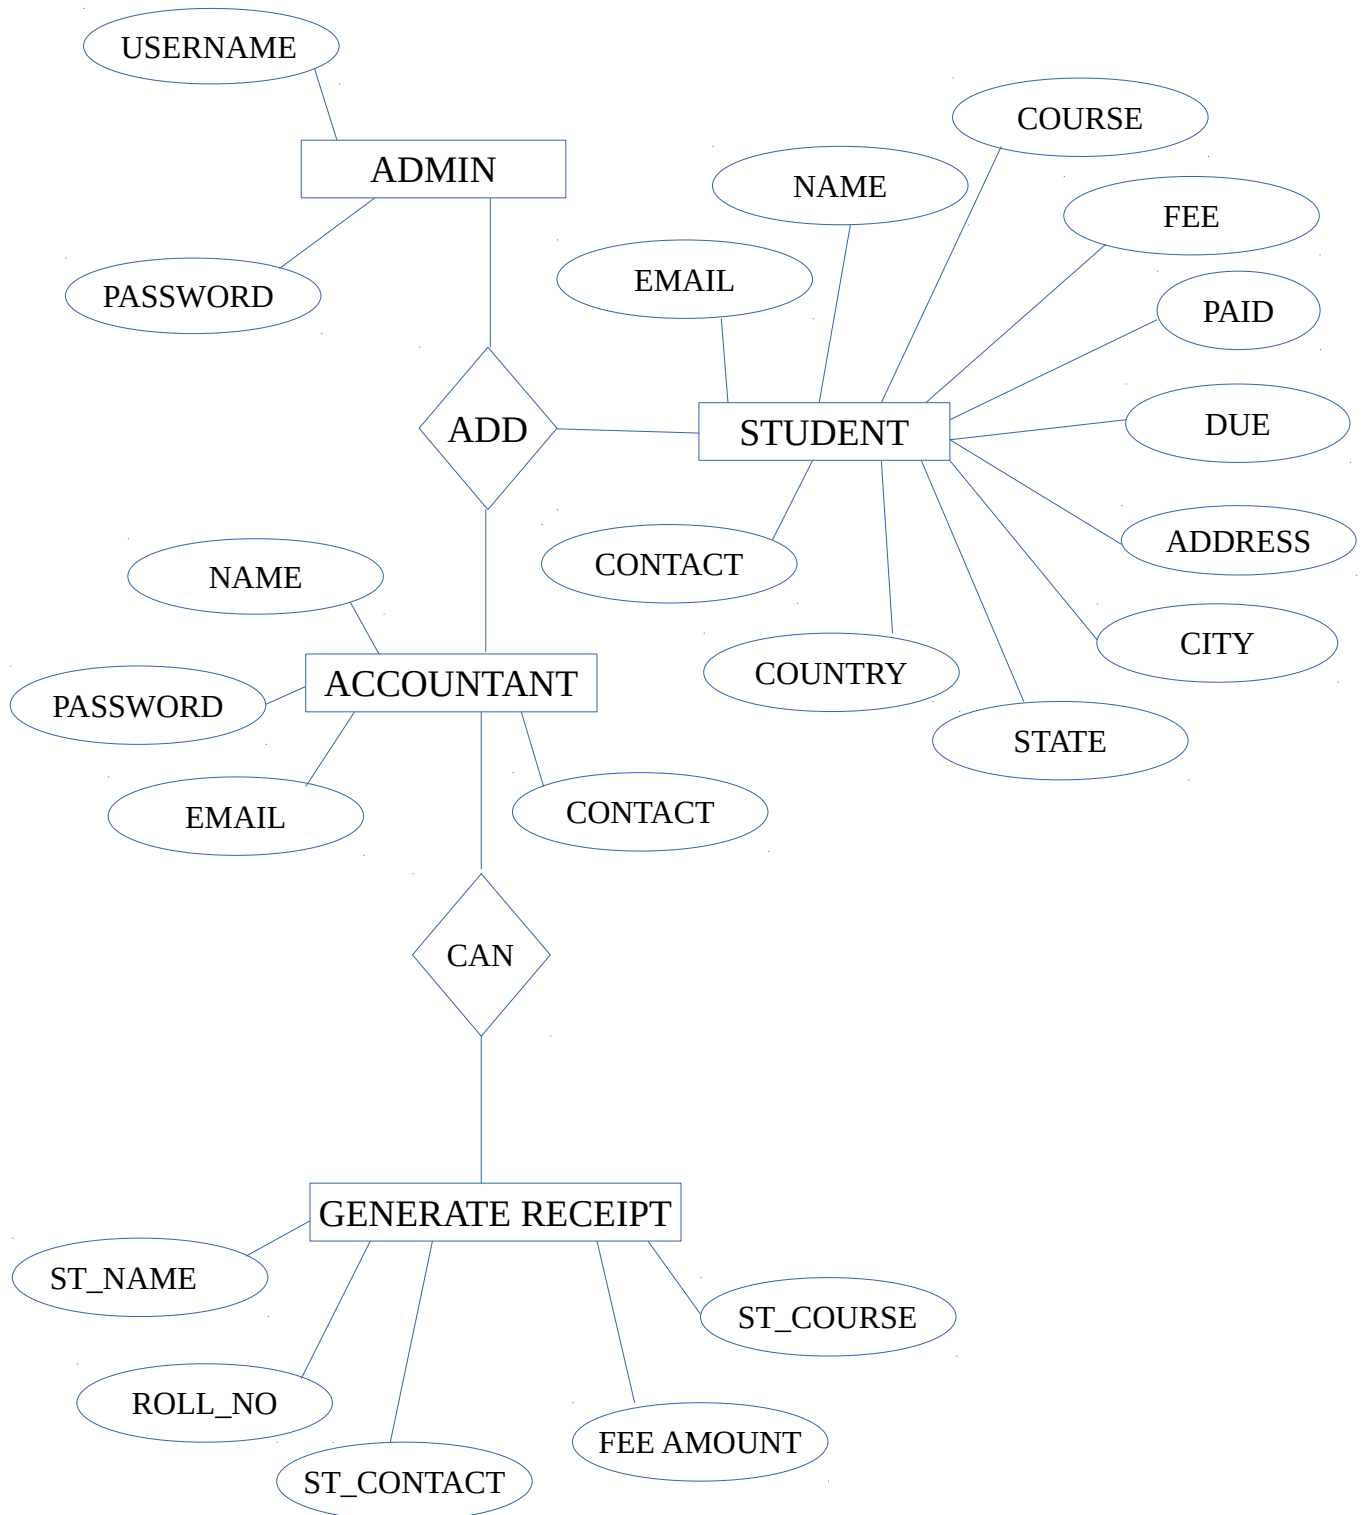 USERNAME
COURSE
ADMIN
NAME
FEE
EMAIL
PASSWORD
PAID
ADD
STUDENT
DUE
ADDRESS
CONTACT
NAME
CITY
COUNTRY
ACCOUNTANT
PASSWORD
STATE
EMAIL
CONTACT
CAN
GENERATE RECEIPT
ST_NAME
ST_COURSE
ROLL_NO
FEE AMOUNT
ST_CONTACT